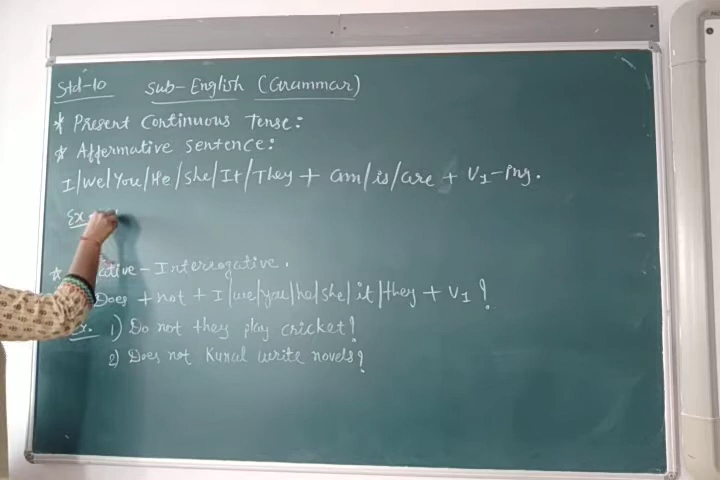 Std-10 Sub-English (Grammar)
* Present Continuous Tense:
* Affermative sentence:
I/We/You/He/She/It/They + am/is/are + V1-ing.
Ex.
* ative-Interrogative.
Does + not + I/we/you/he/she/it/they + V1?
Ex. 1) Do not they play cricket?
2) Does not Kunal write novels?